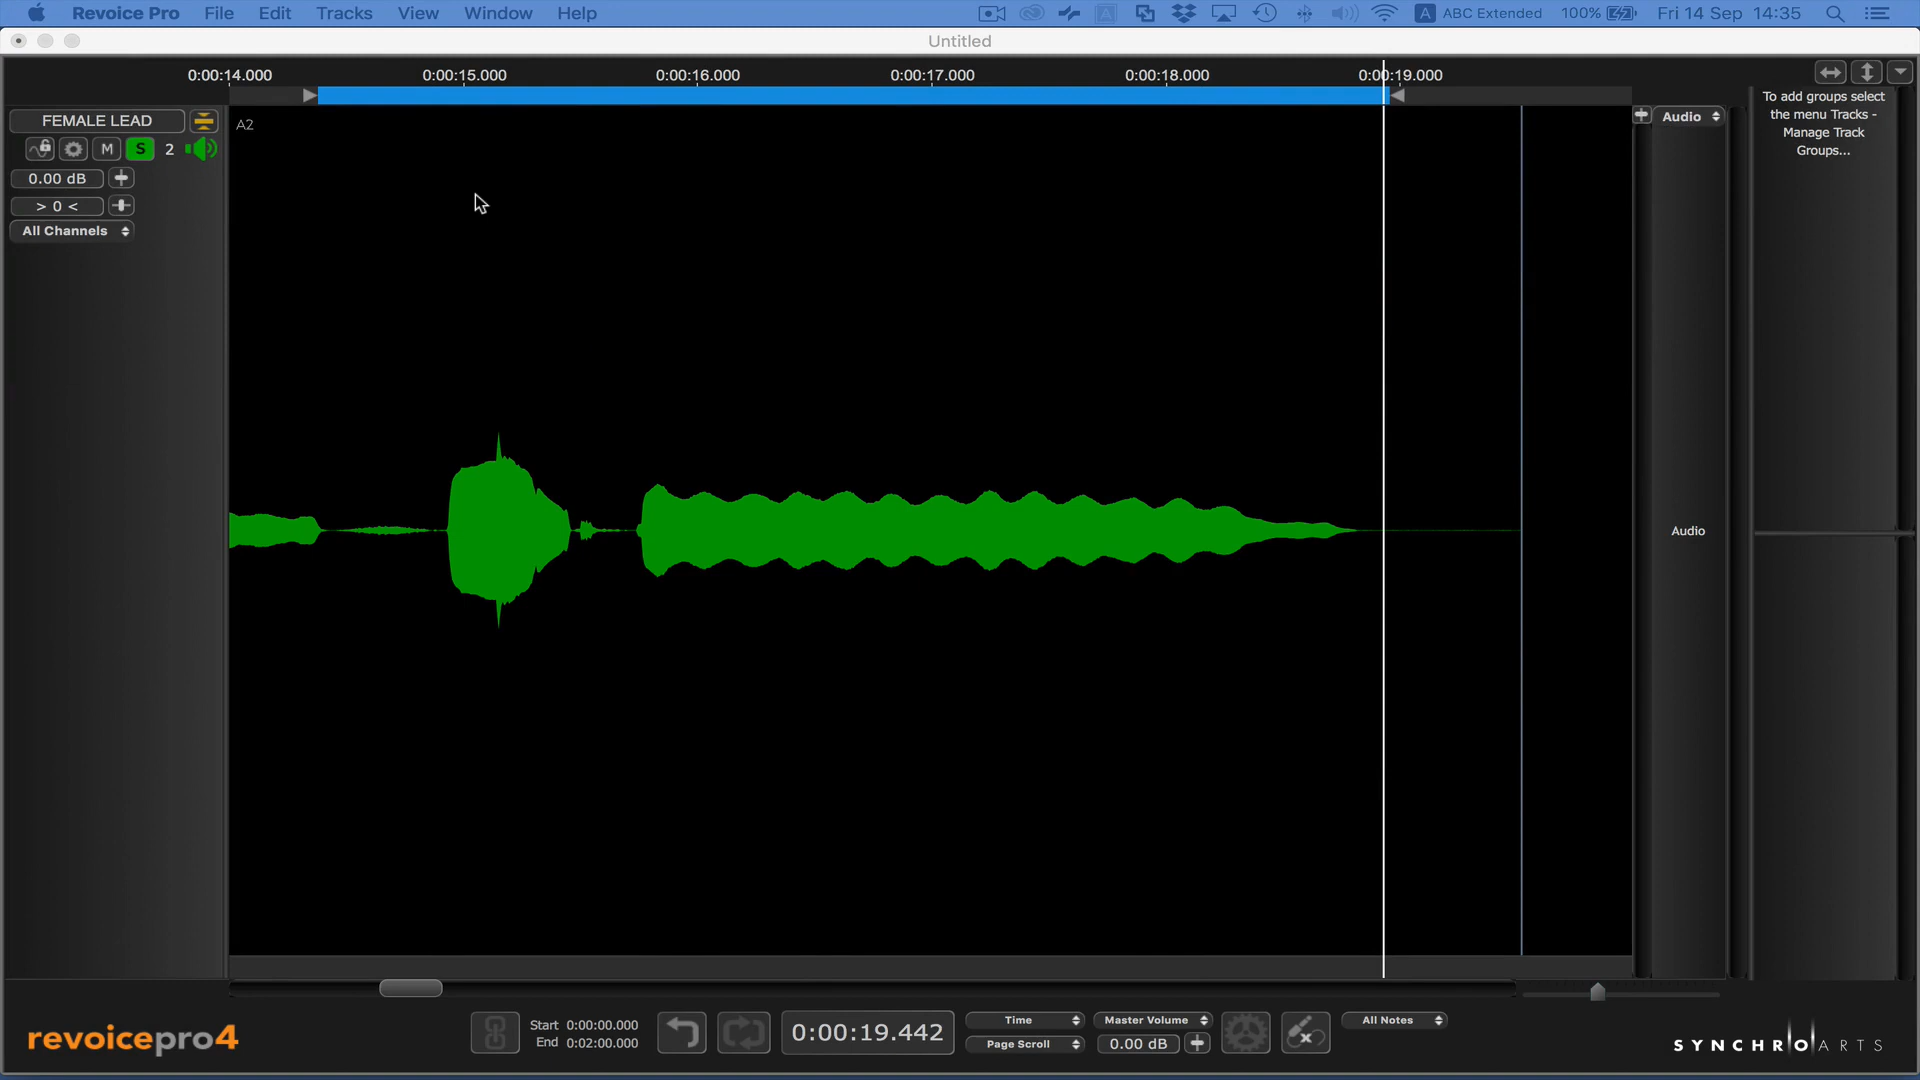 Revoice Pro File Edit Tracks View Window Help A ABC Extended 100% Fri 14 Sep 14:35
Untitled
0:00:14.000 0:00:15.000 0:00:16.000 0:00:17.000 0:00:18.000 0:00:19.000
To add groups select
the menu Tracks -
Manage Track
Groups...
FEMALE LEAD
A2
Audio
M S 2
0.00 dB
> 0 <
All Channels
Audio
Start 0:00:00.000
End 0:02:00.000
0:00:19.442
Time
Page Scroll
Master Volume
0.00 dB
All Notes
revoicepro4
SYNCHROARTS